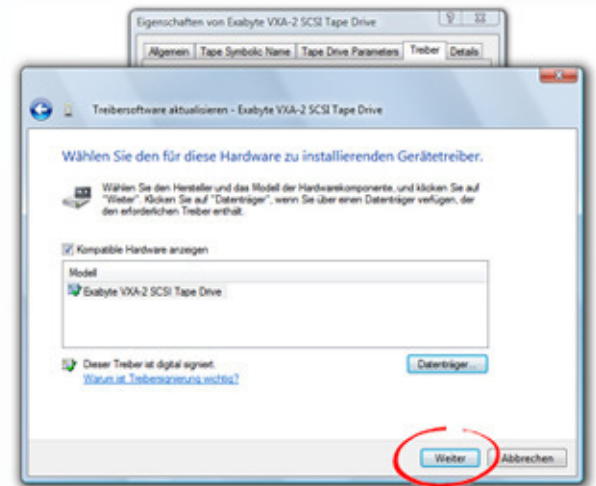 Eigenschaften von Exabyte VXA-2 SCSI Tape Drive
Allgemein Tape Symbolic Name Tape Drive Parameters Treiber Details
Treibersoftware aktualisieren - Exabyte VXA-2 SCSI Tape Drive
Wählen Sie den für diese Hardware zu installierenden Gerätetreiber.
Wählen Sie den Hersteller und das Modell der Hardwarekomponente, und klicken Sie auf
"Weiter". Klicken Sie auf "Datenträger", wenn Sie über einen Datenträger verfügen, der
den erforderlichen Treiber enthält.
Kompatible Hardware anzeigen
Modell
Exabyte VXA-2 SCSI Tape Drive
Dieser Treiber ist digital signiert.
Warum ist Treibersignierung wichtig?
Datenträger...
Weiter
Abbrechen